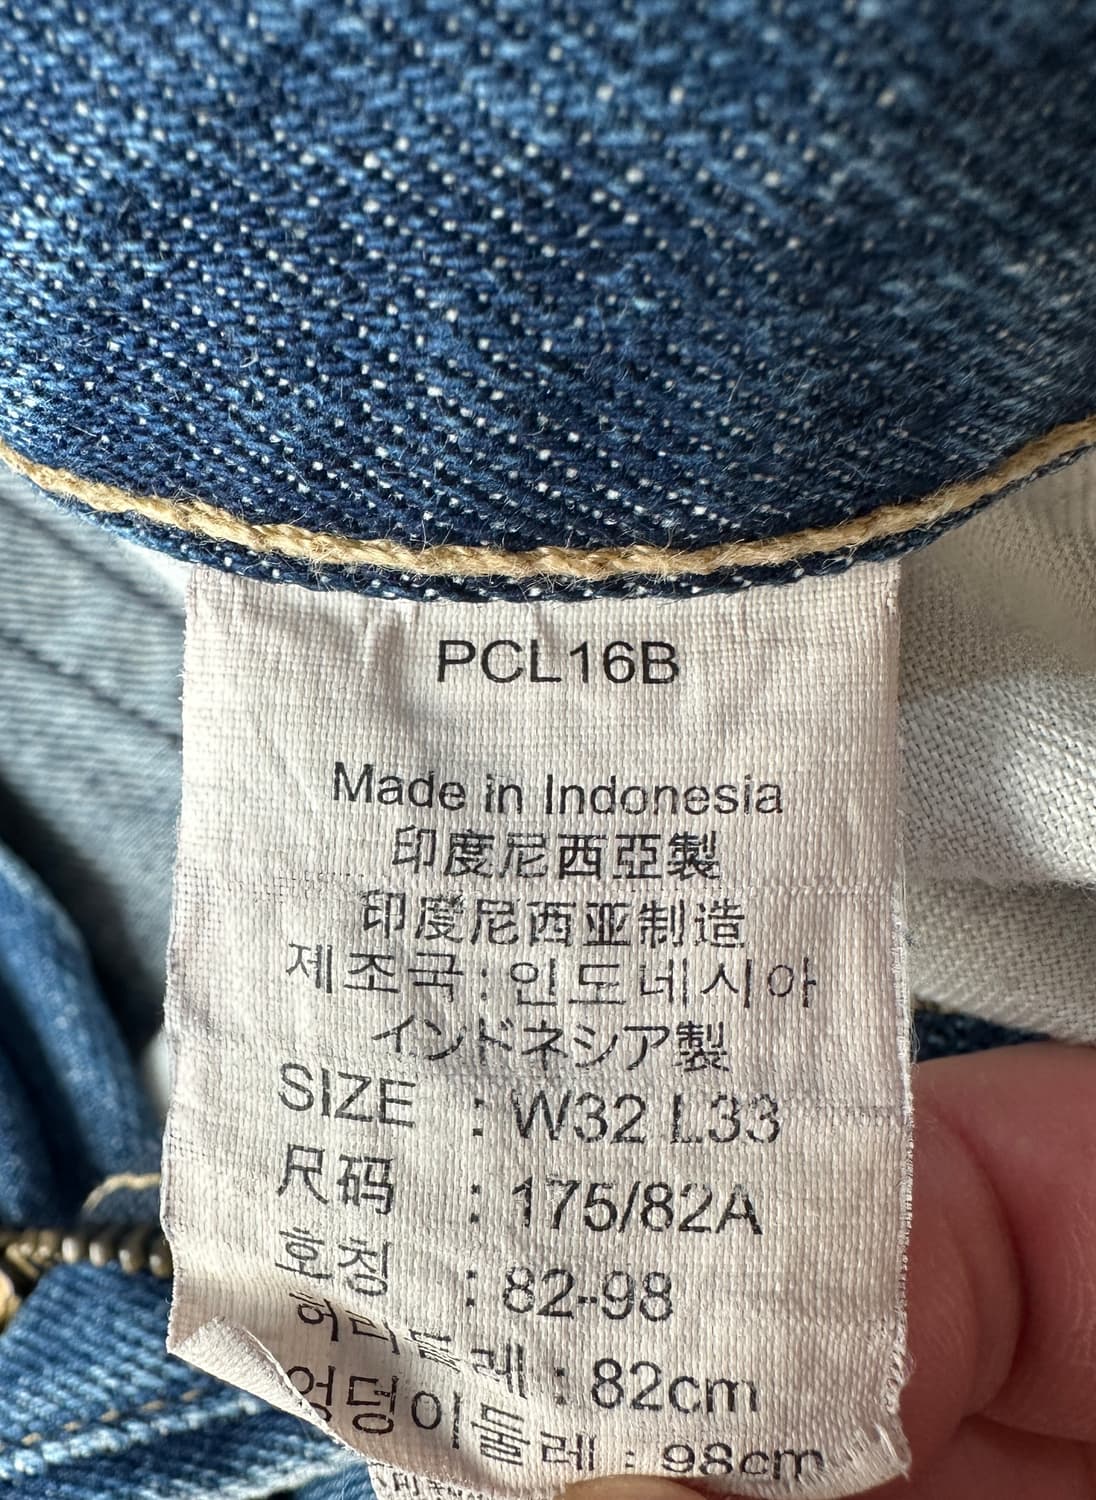 PCL16B
Made in Indonesia
印度尼西亞製
印度尼西亚制造
제조국 : 인도네시아
インドネシア製
SIZE : W32 L33
尺码 : 175/82A
호칭 : 82-98
허리둘레 : 82cm
엉덩이둘레 : 98cm